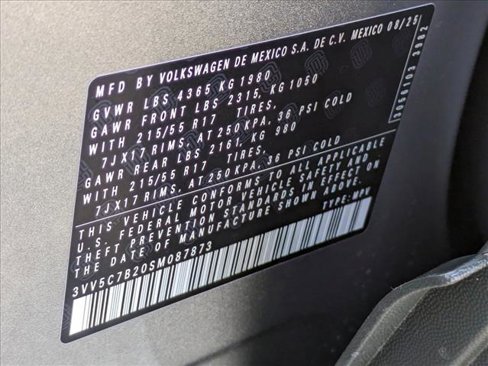 MFD BY VOLKSWAGEN DE MEXICO S.A. DE C.V. MEXICO 08/25
GVWR LBS 4365 KG 1980
GAWR FRONT LBS 2315, KG 1050
WITH 215/55 R17 TIRES.
7JX17 RIMS, AT 250 KPA, 36 PSI COLD
GAWR REAR LBS 2161, KG 980
WITH 215/55 R17 TIRES.
7JX17 RIMS, AT 250 KPA, 36 PSI COLD
THIS VEHICLE CONFORMS TO ALL APPLICABLE
U.S. FEDERAL MOTOR VEHICLE SAFETY AND
THEFT PREVENTION STANDARDS IN EFFECT ON
THE DATE OF MANUFACTURE SHOWN ABOVE.
TYPE: MPV
3VV5C7B20SM087873